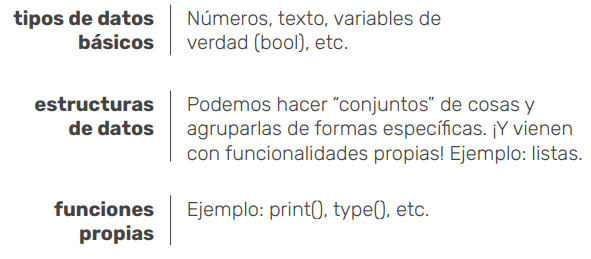 tipos de datos básicos
Números, texto, variables de
verdad (bool), etc.
estructuras de datos
Podemos hacer “conjuntos” de cosas y
agruparlas de formas específicas. ¡Y vienen
con funcionalidades propias! Ejemplo: listas.
funciones propias
Ejemplo: print(), type(), etc.